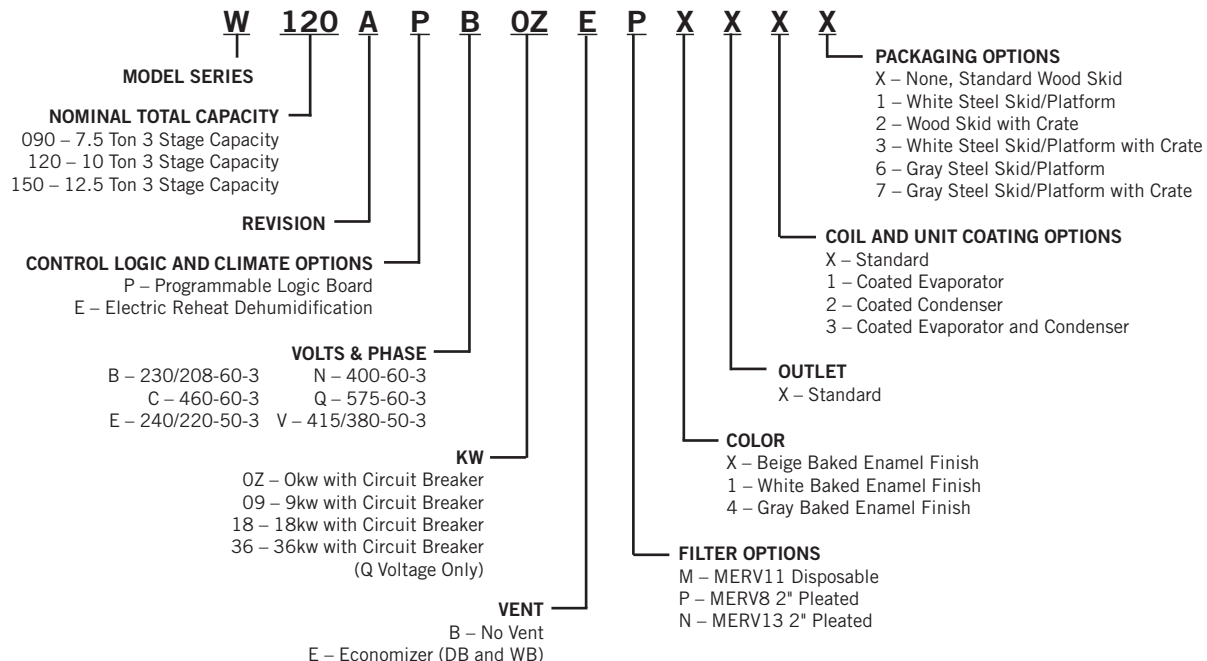 W 120 A P B 0Z E P X X X X
MODEL SERIES
NOMINAL TOTAL CAPACITY
090 – 7.5 Ton 3 Stage Capacity
120 – 10 Ton 3 Stage Capacity
150 – 12.5 Ton 3 Stage Capacity
REVISION
CONTROL LOGIC AND CLIMATE OPTIONS
P – Programmable Logic Board
E – Electric Reheat Dehumidification
VOLTS & PHASE
B – 230/208-60-3 N – 400-60-3
C – 460-60-3 Q – 575-60-3
E – 240/220-50-3 V – 415/380-50-3
KW
0Z – 0kw with Circuit Breaker
09 – 9kw with Circuit Breaker
18 – 18kw with Circuit Breaker
36 – 36kw with Circuit Breaker
(Q Voltage Only)
VENT
B – No Vent
E – Economizer (DB and WB)
PACKAGING OPTIONS
X – None, Standard Wood Skid
1 – White Steel Skid/Platform
2 – Wood Skid with Crate
3 – White Steel Skid/Platform with Crate
6 – Gray Steel Skid/Platform
7 – Gray Steel Skid/Platform with Crate
COIL AND UNIT COATING OPTIONS
X – Standard
1 – Coated Evaporator
2 – Coated Condenser
3 – Coated Evaporator and Condenser
OUTLET
X – Standard
COLOR
X – Beige Baked Enamel Finish
1 – White Baked Enamel Finish
4 – Gray Baked Enamel Finish
FILTER OPTIONS
M – MERV11 Disposable
P – MERV8 2" Pleated
N – MERV13 2" Pleated